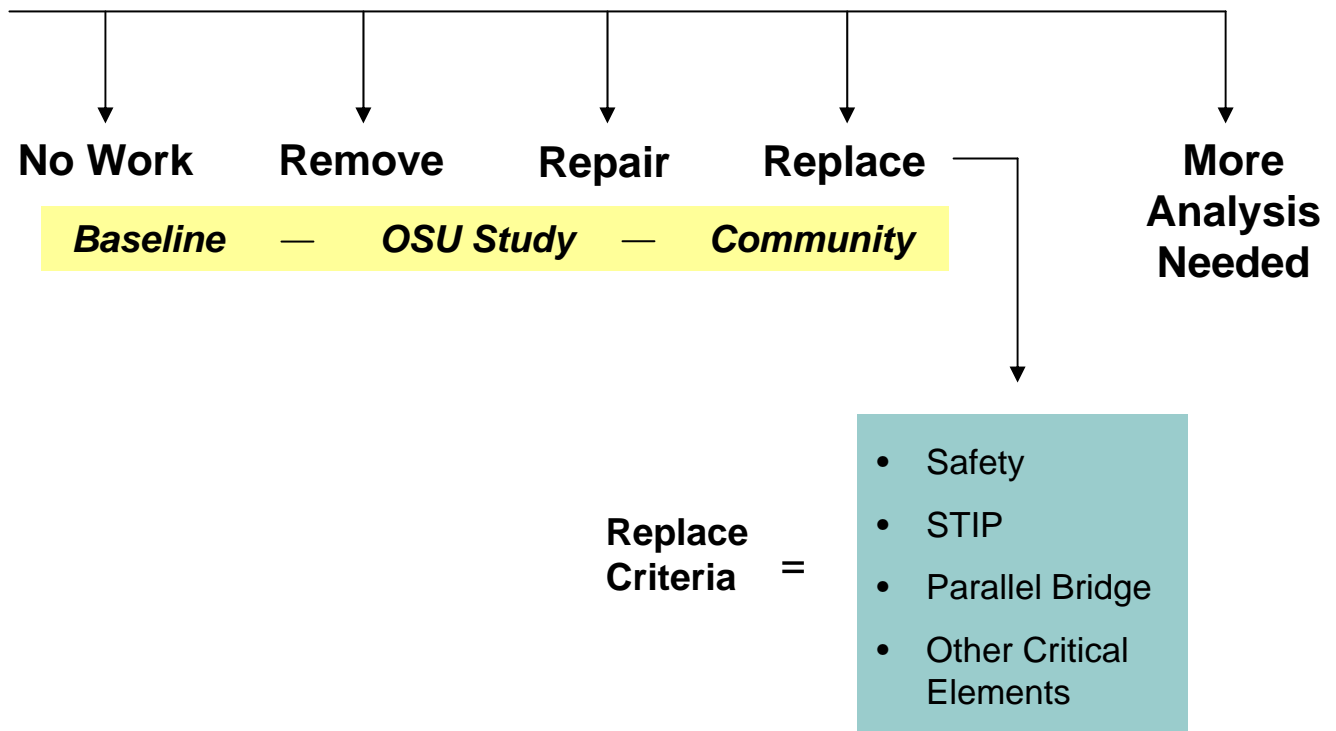 No Work Remove Repair Replace More
Analysis
Needed
Baseline — OSU Study — Community
Replace
Criteria =
• Safety
• STIP
• Parallel Bridge
• Other Critical
Elements